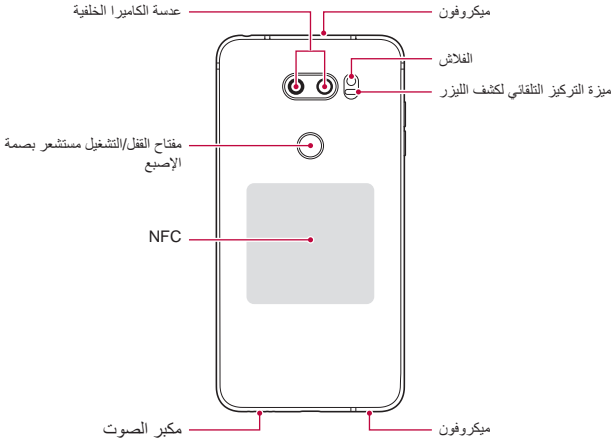 ميكروفون
عدسة الكاميرا الخلفية
الفلاش
ميزة التركيز التلقائي لكشف الليزر
مفتاح القفل/التشغيل مستشعر بصمة
الإصبع
NFC
ميكروفون
مكبر الصوت